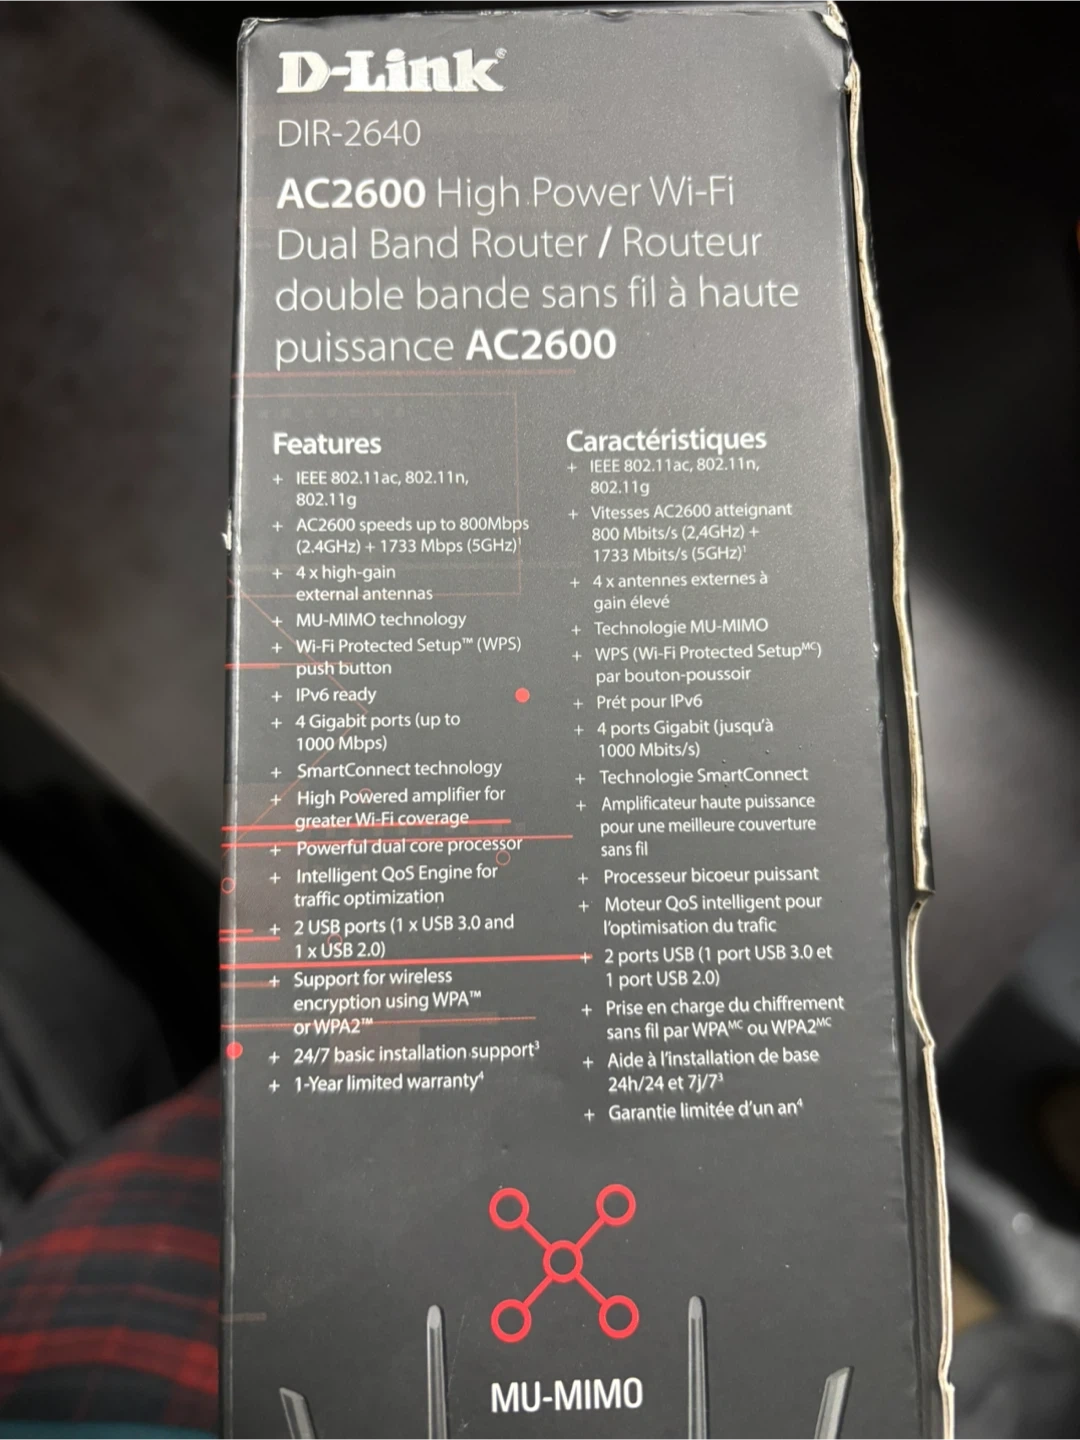 D-Link®
DIR-2640
AC2600 High Power Wi-Fi
Dual Band Router / Routeur
double bande sans fil à haute
puissance AC2600
Features
+ IEEE 802.11ac, 802.11n,
802.11g
+ AC2600 speeds up to 800Mbps
(2.4GHz) + 1733 Mbps (5GHz)¹
+ 4 x high-gain
external antennas
+ MU-MIMO technology
+ Wi-Fi Protected Setup™ (WPS)
push button
+ IPv6 ready
+ 4 Gigabit ports (up to
1000 Mbps)
+ SmartConnect technology
+ High Powered amplifier for
greater Wi-Fi coverage
+ Powerful dual core processor
+ Intelligent QoS Engine for
traffic optimization
+ 2 USB ports (1 x USB 3.0 and
1 x USB 2.0)
+ Support for wireless
encryption using WPA™
or WPA2™
+ 24/7 basic installation support³
+ 1-Year limited warranty⁴
Caractéristiques
+ IEEE 802.11ac, 802.11n,
802.11g
+ Vitesses AC2600 atteignant
800 Mbits/s (2,4GHz) +
1733 Mbits/s (5GHz)¹
+ 4 x antennes externes à
gain élevé
+ Technologie MU-MIMO
+ WPS (Wi-Fi Protected Setupᴹᶜ)
par bouton-poussoir
+ Prét pour IPv6
+ 4 ports Gigabit (jusqu'à
1000 Mbits/s)
+ Technologie SmartConnect
+ Amplificateur haute puissance
pour une meilleure couverture
sans fil
+ Processeur bicoeur puissant
+ Moteur QoS intelligent pour
l'optimisation du trafic
+ 2 ports USB (1 port USB 3.0 et
1 port USB 2.0)
+ Prise en charge du chiffrement
sans fil par WPAᴹᶜ ou WPA2ᴹᶜ
+ Aide à l'installation de base
24h/24 et 7j/7³
+ Garantie limitée d'un an⁴
MU-MIMO